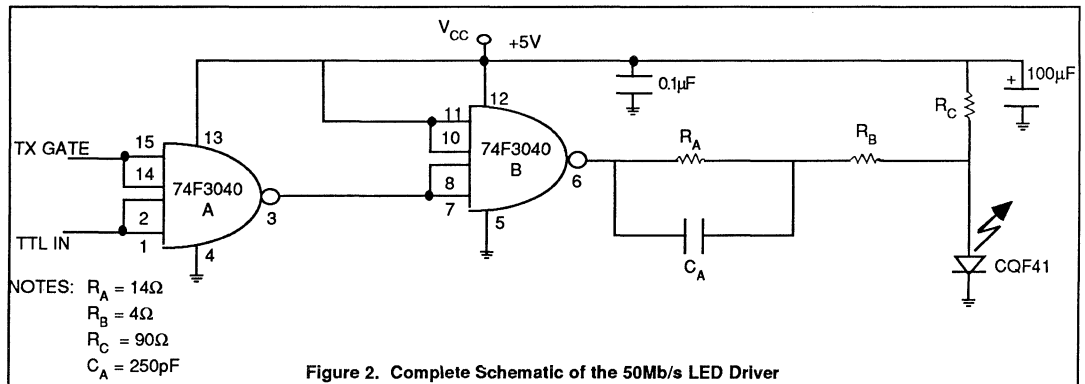 V_CC +5V
0.1µF
+ 100µF
R_C
12
11
10
74F3040
B
8
7
6
5
R_A
R_B
C_A
TX GATE
TTL IN
15
14
13
74F3040
A
2
1
3
4
CQF41
NOTES: R_A = 14Ω
R_B = 4Ω
R_C = 90Ω
C_A = 250pF
Figure 2. Complete Schematic of the 50Mb/s LED Driver